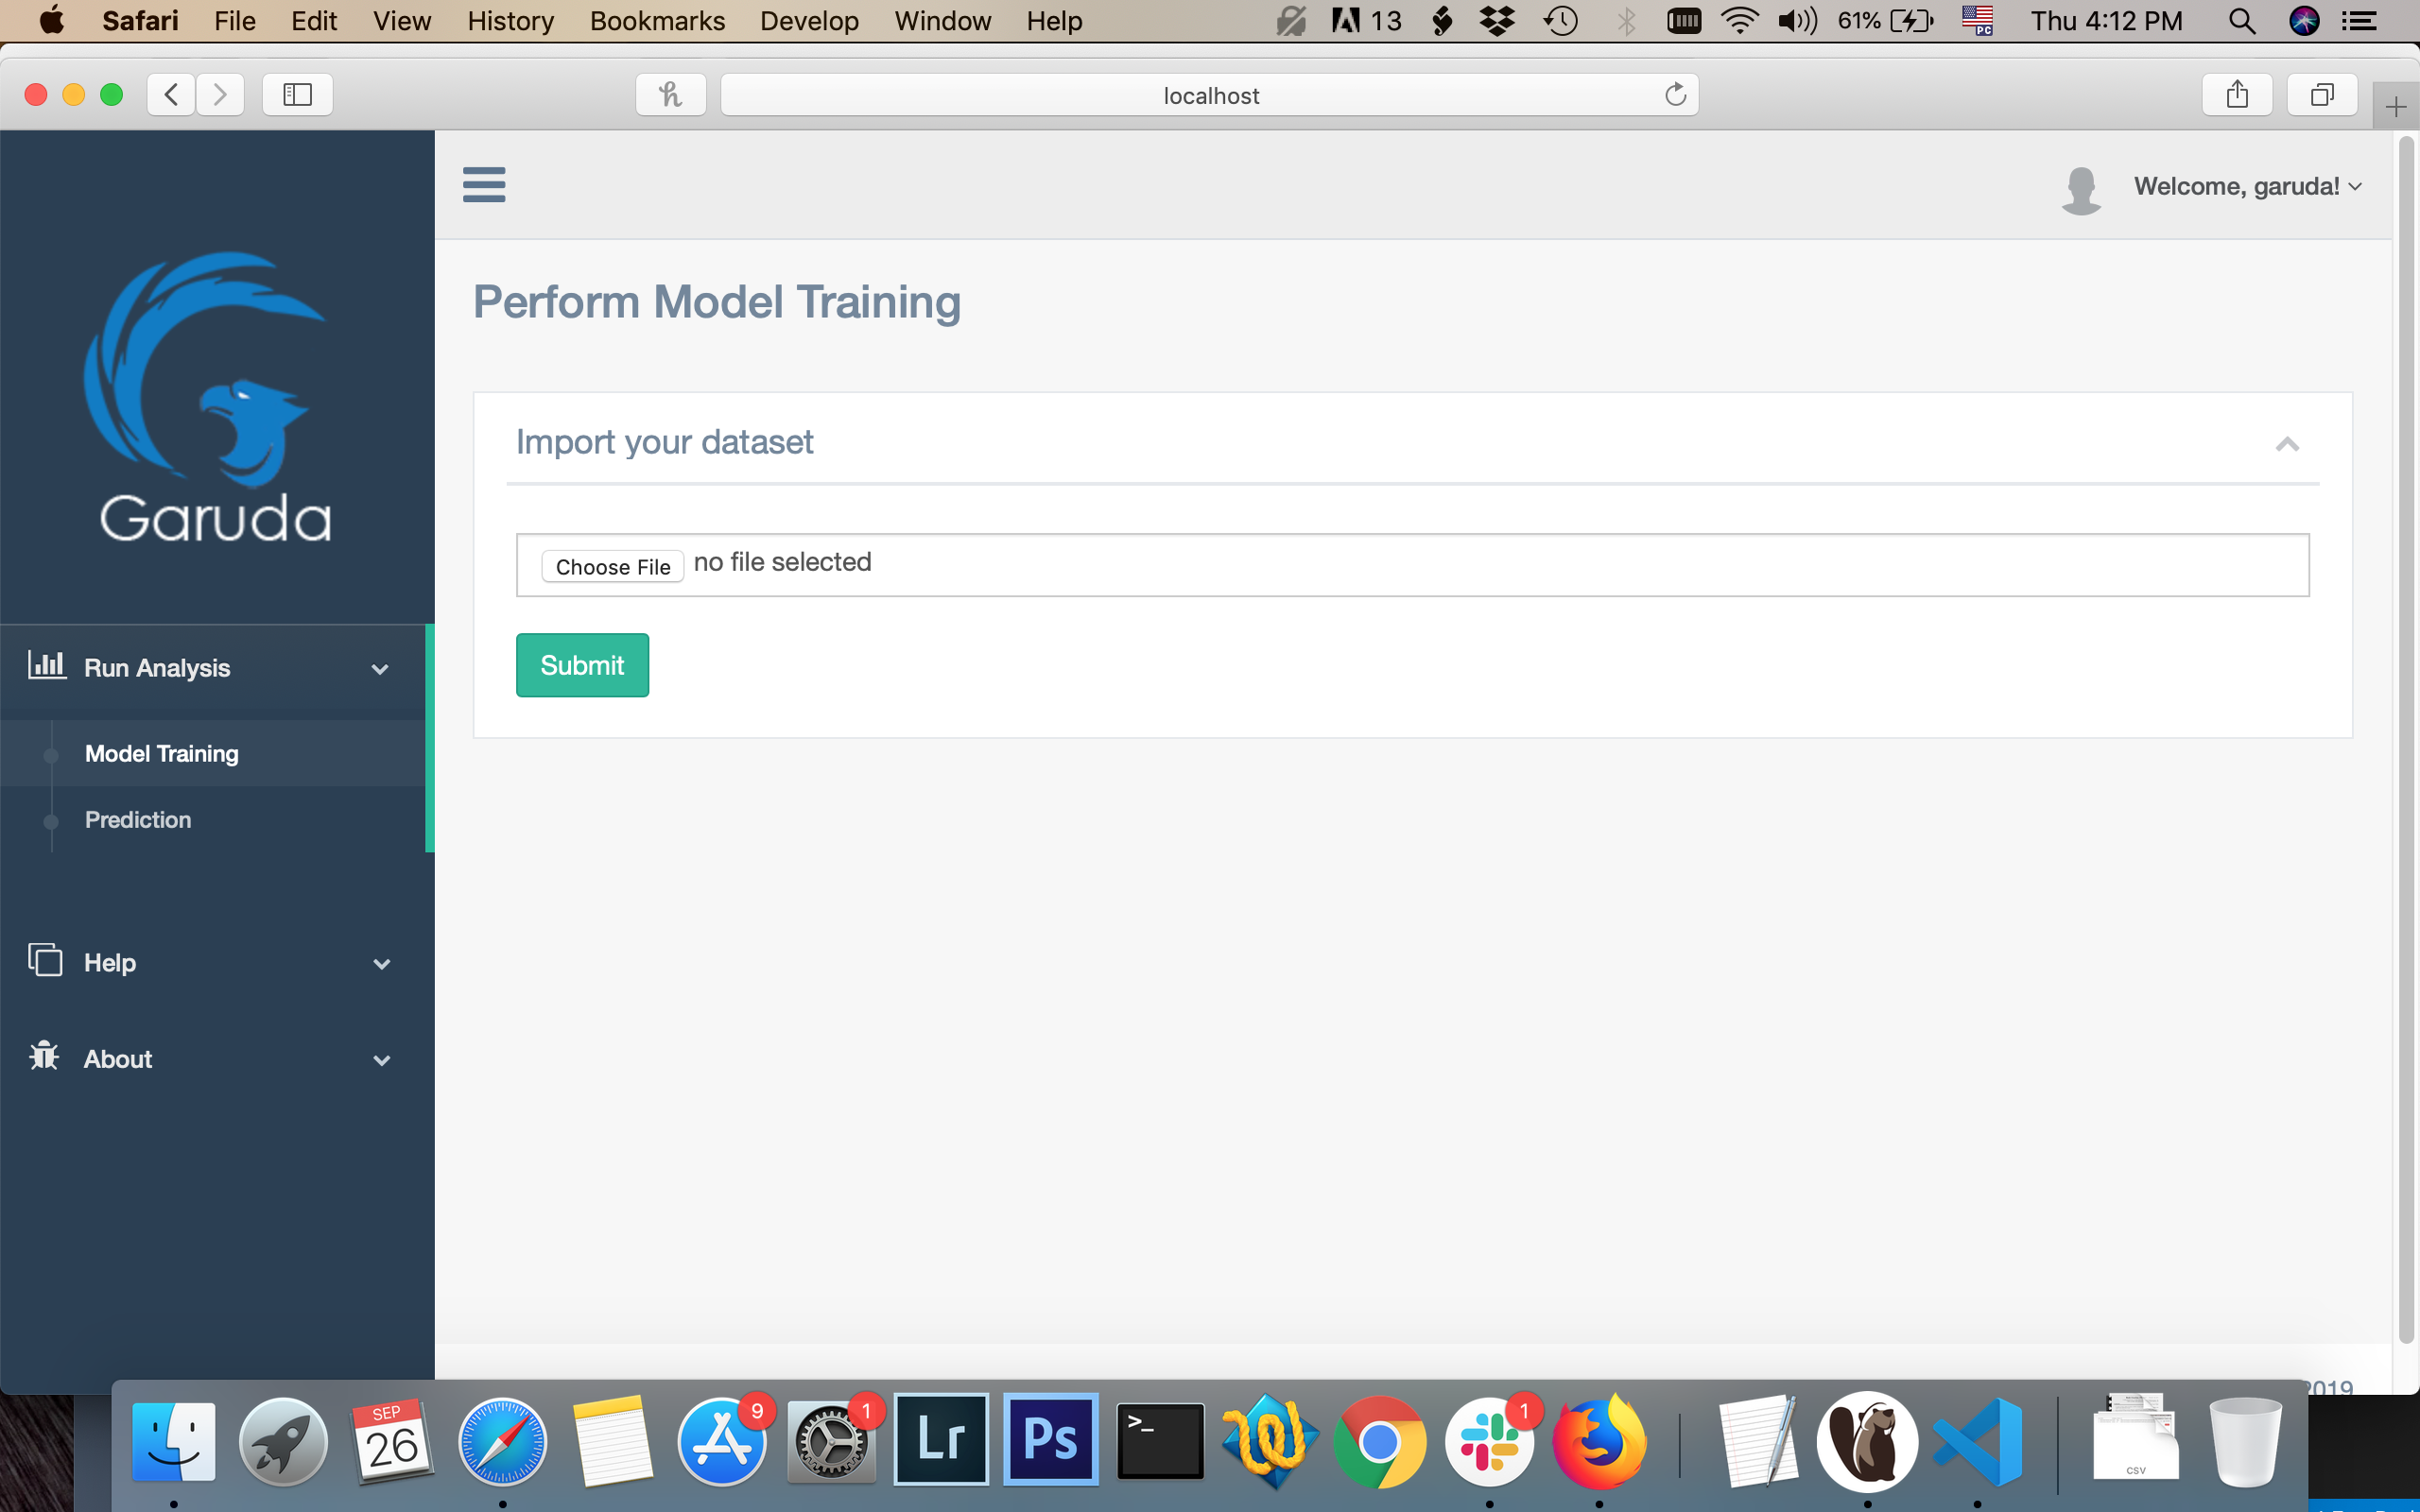 Safari File Edit View History Bookmarks Develop Window Help 13 61% PC Thu 4:12 PM
localhost
Welcome, garuda!
Garuda
Perform Model Training
Import your dataset
Choose File no file selected
Submit
Run Analysis
Model Training
Prediction
Help
About
2019
SEP
26
9
1
Lr
Ps
>_
1
CSV